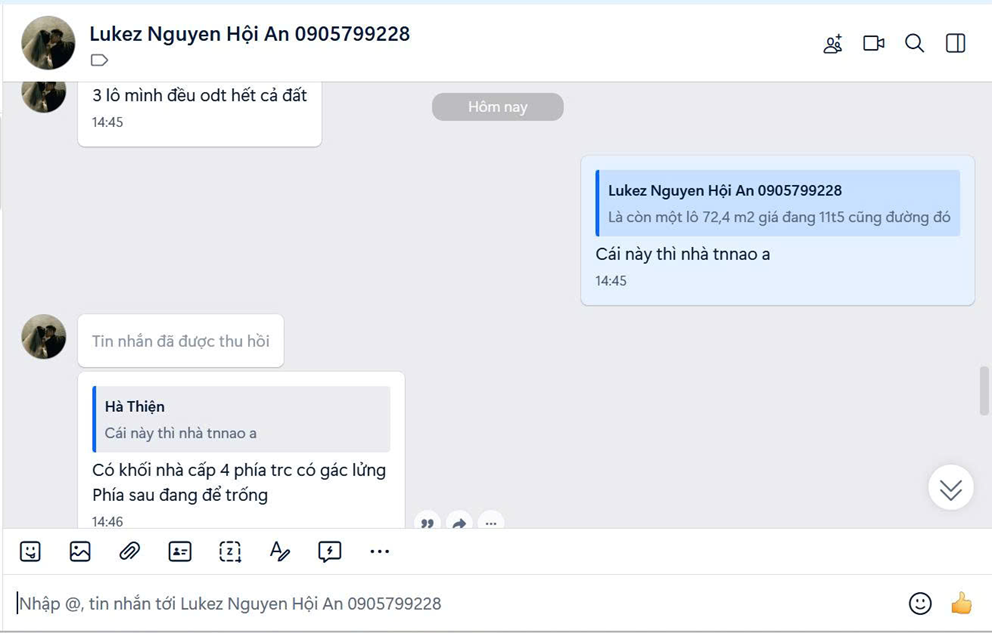 Lukez Nguyen Hội An 0905799228
3 lô mình đều odt hết cả đất
14:45
Hôm nay
Lukez Nguyen Hội An 0905799228
Là còn một lô 72,4 m2 giá đang 11t5 cũng đường đó
Cái này thì nhà tnnao a
14:45
Tin nhắn đã được thu hồi
Hà Thiện
Cái này thì nhà tnnao a
Có khối nhà cấp 4 phía trc có gác lửng
Phía sau đang để trống
14:46
Nhập @, tin nhắn tới Lukez Nguyen Hội An 0905799228